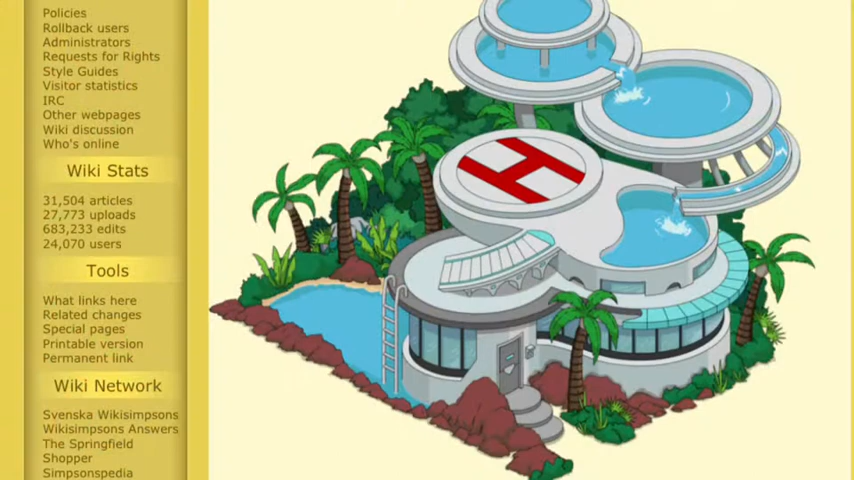 Policies
Rollback users
Administrators
Requests for Rights
Style Guides
Visitor statistics
IRC
Other webpages
Wiki discussion
Who's online
Wiki Stats
31,504 articles
27,773 uploads
683,233 edits
24,070 users
Tools
What links here
Related changes
Special pages
Printable version
Permanent link
Wiki Network
Svenska Wikisimpsons
Wikisimpsons Answers
The Springfield
Shopper
Simpsonspedia
H